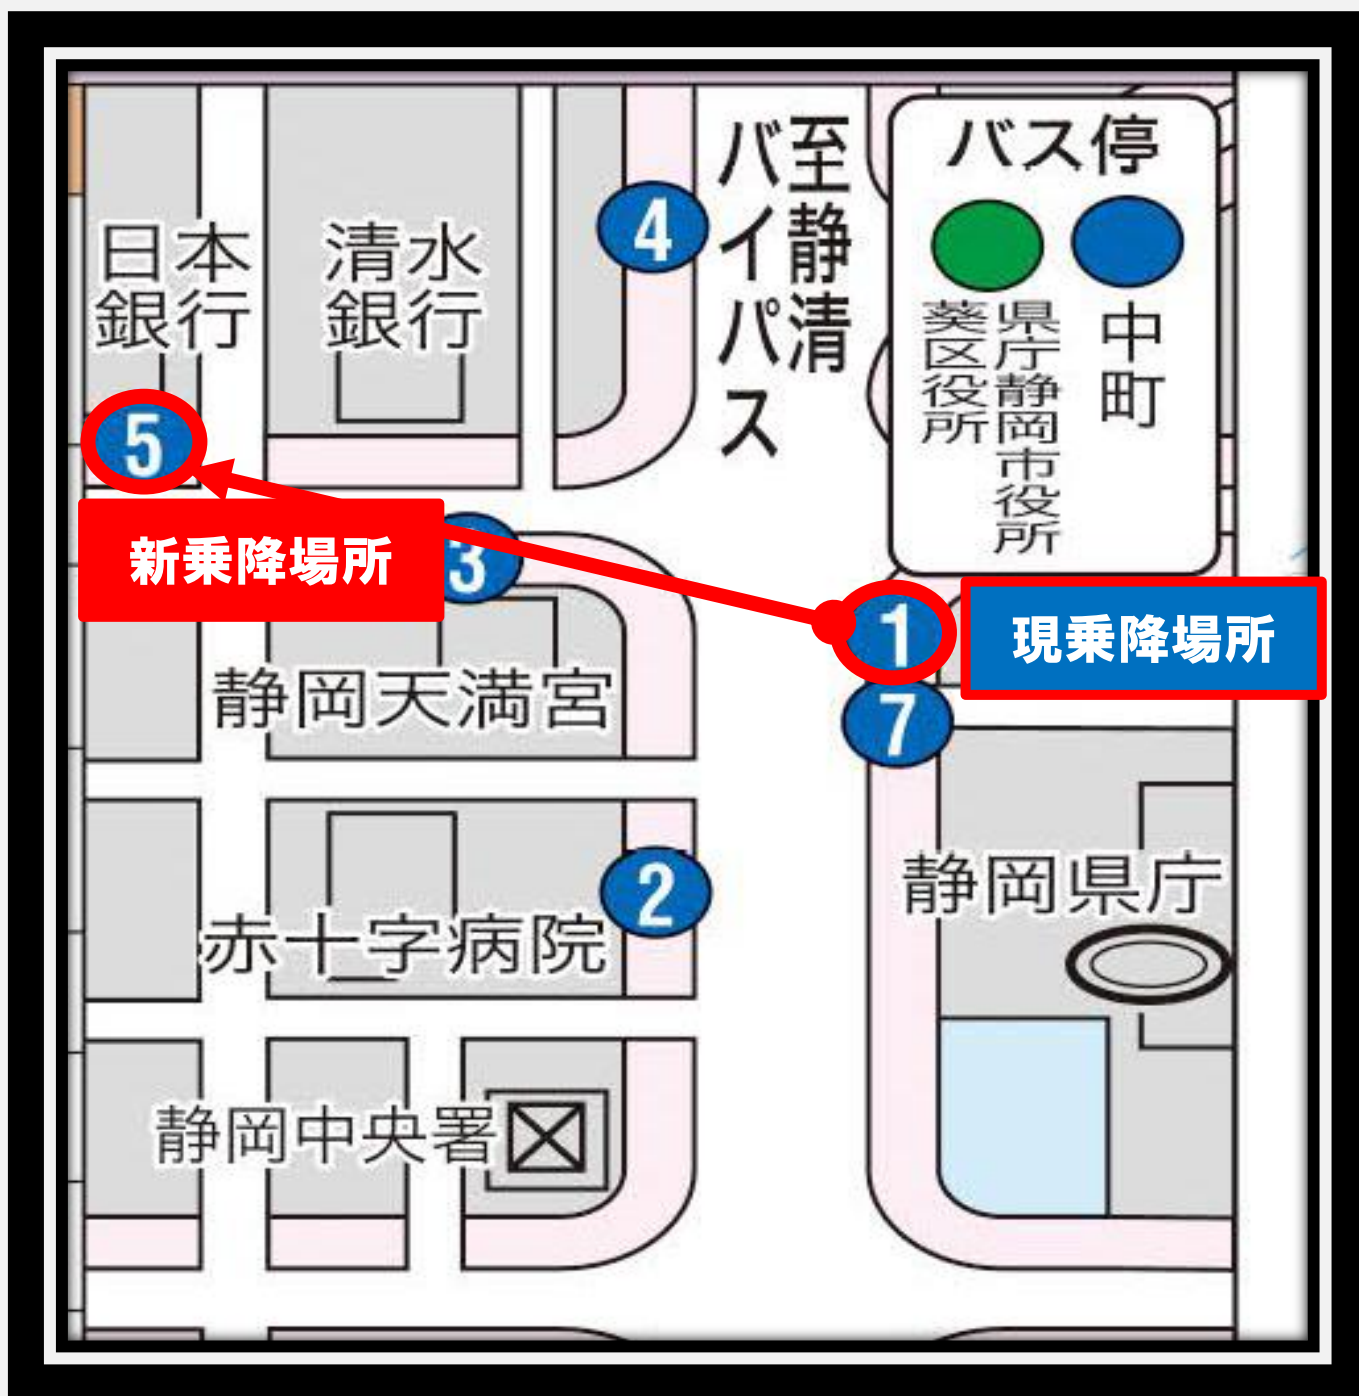 バス停
県庁静岡市役所
葵区役所
中町
至静清
バイパス
4
日本
銀行
清水
銀行
5
新乗降場所
3
1
現乗降場所
7
静岡天満宮
2
静岡県庁
赤十字病院
静岡中央署